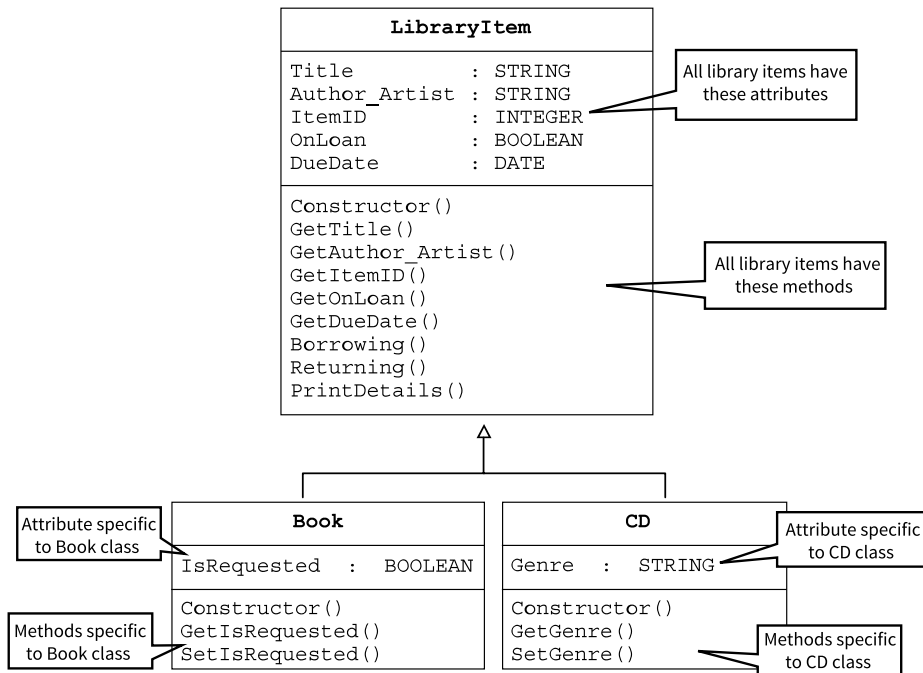 LibraryItem
Title : STRING
Author_Artist : STRING
ItemID : INTEGER
OnLoan : BOOLEAN
DueDate : DATE
All library items have
these attributes
Constructor()
GetTitle()
GetAuthor_Artist()
GetItemID()
GetOnLoan()
GetDueDate()
Borrowing()
Returning()
PrintDetails()
All library items have
these methods
Attribute specific
to Book class
Book
IsRequested : BOOLEAN
Constructor()
GetIsRequested()
SetIsRequested()
Methods specific
to Book class
CD
Genre : STRING
Constructor()
GetGenre()
SetGenre()
Attribute specific
to CD class
Methods specific
to CD class